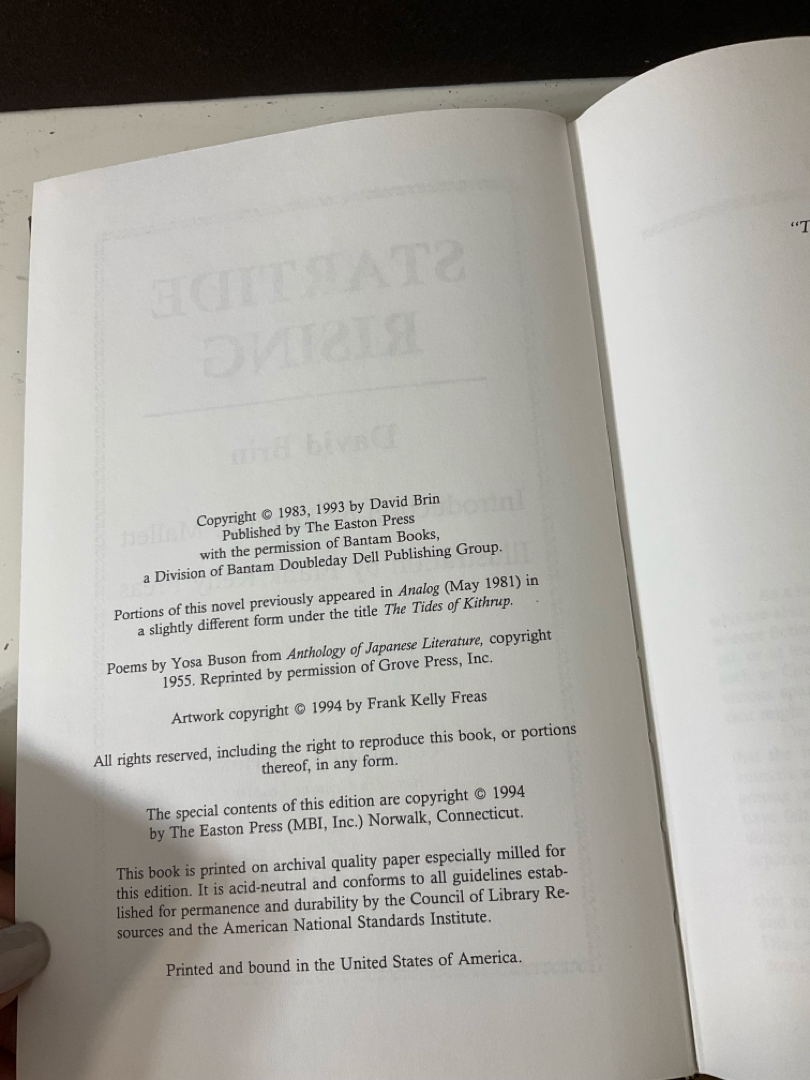 STARTIDE
RISING
David Brin
Copyright © 1983, 1993 by David Brin
Published by The Easton Press
with the permission of Bantam Books,
a Division of Bantam Doubleday Dell Publishing Group.
Portions of this novel previously appeared in Analog (May 1981) in
a slightly different form under the title The Tides of Kithrup.
Poems by Yosa Buson from Anthology of Japanese Literature, copyright
1955. Reprinted by permission of Grove Press, Inc.
Artwork copyright © 1994 by Frank Kelly Freas
All rights reserved, including the right to reproduce this book, or portions
thereof, in any form.
The special contents of this edition are copyright © 1994
by The Easton Press (MBI, Inc.) Norwalk, Connecticut.
This book is printed on archival quality paper especially milled for
this edition. It is acid-neutral and conforms to all guidelines estab-
lished for permanence and durability by the Council of Library Re-
sources and the American National Standards Institute.
Printed and bound in the United States of America.